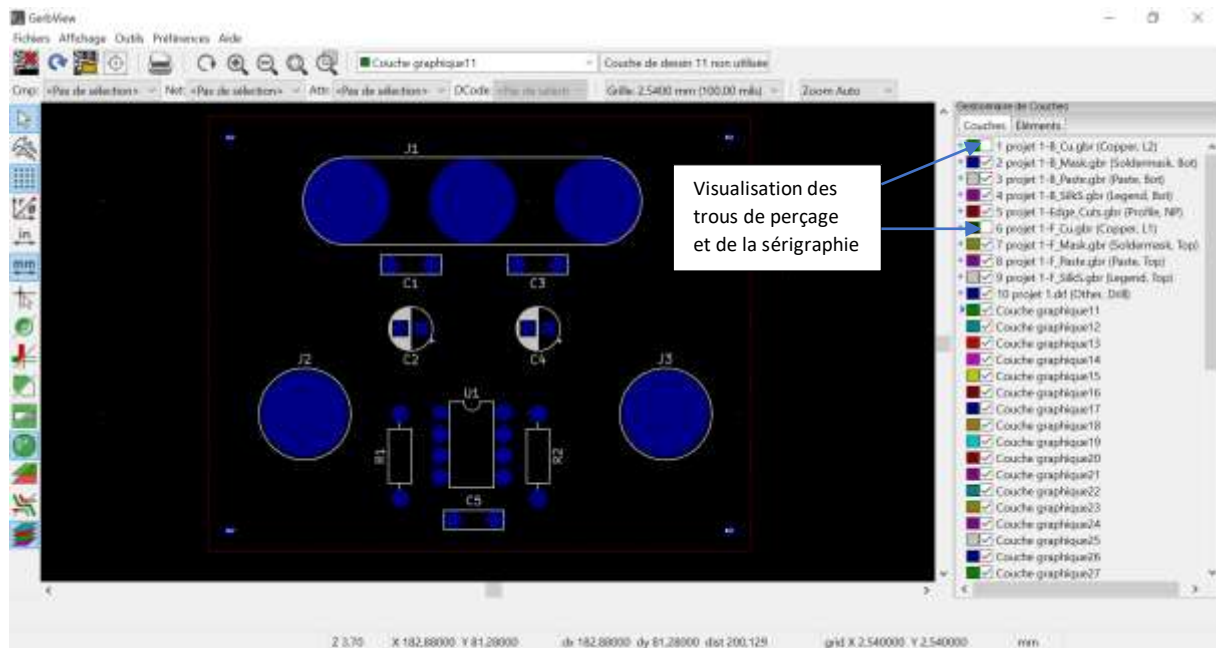 GerbView
Fichiers Affichage Outils Préférences Aide
Couche graphique11
Couche de dessin 11 non utilisée
Cmp: <Pas de sélection> Net: <Pas de sélection> Attr: <Pas de sélection> DCode: <Pas de sélection> Grille: 2.5400 mm (100,00 mils) Zoom Auto
Gestionnaire de Couches
Couches Eléments
1 projet 1-B_Cu.gbr (Copper, L2)
2 projet 1-B_Mask.gbr (Soldermask, Bot)
3 projet 1-B_Paste.gbr (Paste, Bot)
4 projet 1-B_SilkS.gbr (Legend, Bot)
5 projet 1-Edge_Cuts.gbr (Profile, NP)
6 projet 1-F_Cu.gbr (Copper, L1)
7 projet 1-F_Mask.gbr (Soldermask, Top)
8 projet 1-F_Paste.gbr (Paste, Top)
9 projet 1-F_SilkS.gbr (Legend, Top)
10 projet 1.drl (Other, Drill)
Couche graphique11
Couche graphique12
Couche graphique13
Couche graphique14
Couche graphique15
Couche graphique16
Couche graphique17
Couche graphique18
Couche graphique19
Couche graphique20
Couche graphique21
Couche graphique22
Couche graphique23
Couche graphique24
Couche graphique25
Couche graphique26
Couche graphique27
Visualisation des
trous de perçage
et de la sérigraphie
in
mm
J1
C1 C3
C2 C4
J2 J3
U1
R1 R2
C5
Z 3.70 X 182,88000 Y 81,28000 dx 182,88000 dy 81,28000 dist 200,129 grid X 2,540000 Y 2,540000 mm